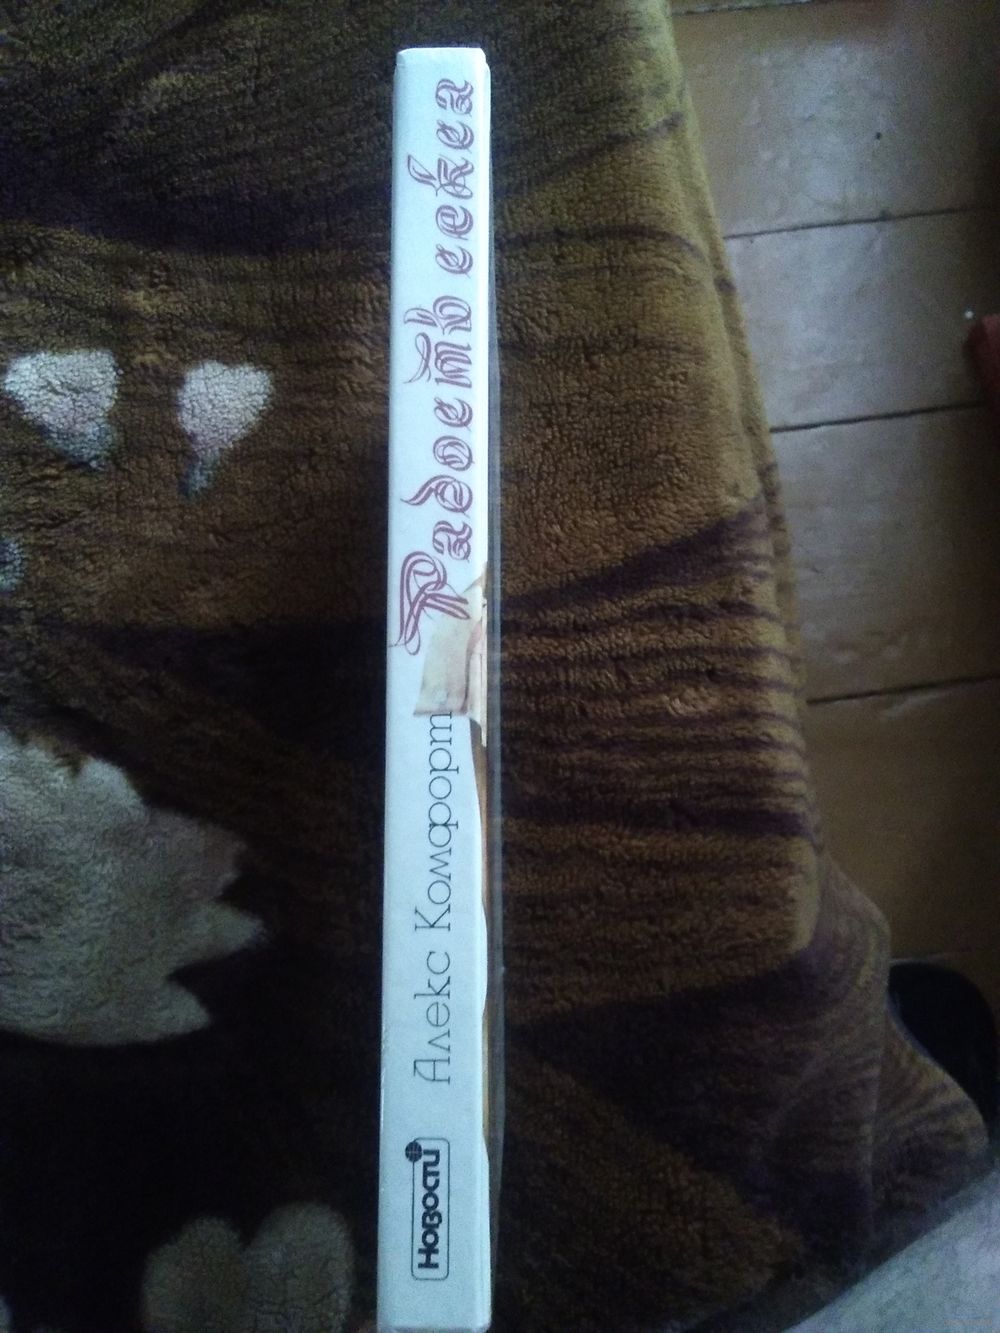 Новости
Алекс Комфорт
Радость секса